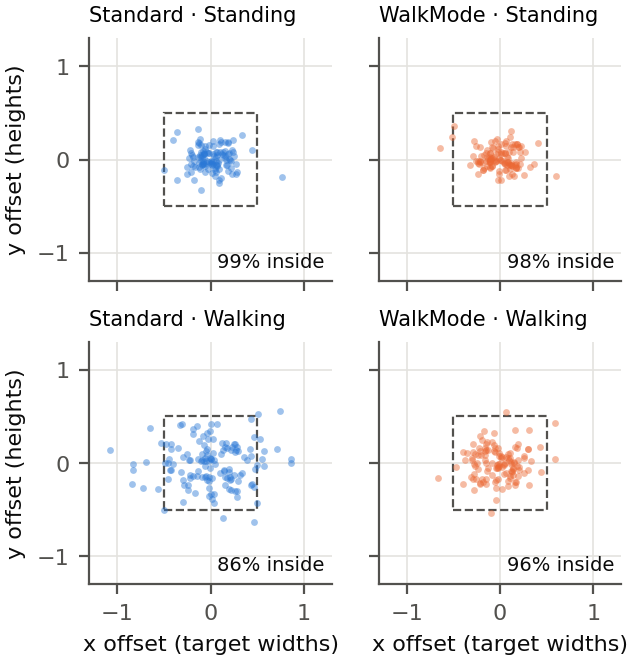 Standard · Standing
WalkMode · Standing
y offset (heights)
1
0
−1
99% inside
98% inside
Standard · Walking
WalkMode · Walking
y offset (heights)
1
0
−1
86% inside
96% inside
−1 0 1
−1 0 1
x offset (target widths)
x offset (target widths)